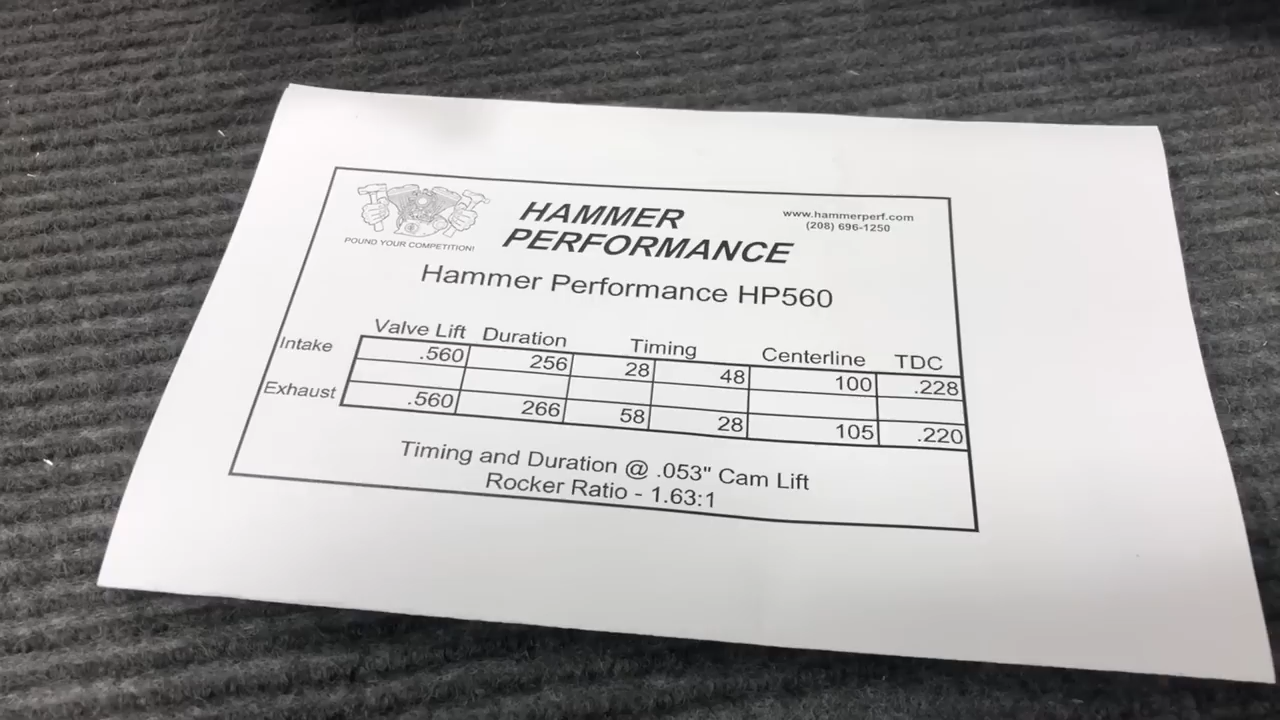 POUND YOUR COMPETITION!
HAMMER
PERFORMANCE
www.hammerperf.com
(208) 696-1250
Hammer Performance HP560
Valve Lift Duration Timing Centerline TDC
Intake .560 256 28 48 100 .228
Exhaust .560 266 58 28 105 .220
Timing and Duration @ .053" Cam Lift
Rocker Ratio - 1.63:1